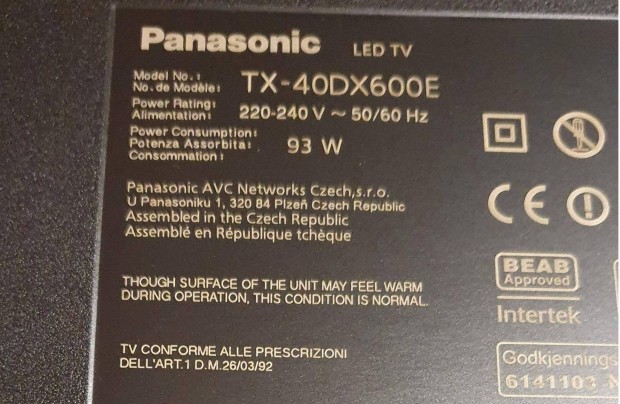 Panasonic LED TV
Model No. :
No. de Modèle: TX-40DX600E
Power Rating:
Alimentation: 220-240 V ~ 50/60 Hz
Power Consumption:
Potenza Assorbita: 93 W
Consommation :
Panasonic AVC Networks Czech,s.r.o.
U Panasoniku 1, 320 84 Plzeň Czech Republic
Assembled in the Czech Republic
Assemblé en République tchèque
CE
THOUGH SURFACE OF THE UNIT MAY FEEL WARM
DURING OPERATION, THIS CONDITION IS NORMAL.
BEAB
Approved
Intertek
TV CONFORME ALLE PRESCRIZIONI
DELL'ART.1 D.M.26/03/92
Godkjennings
6141103 N